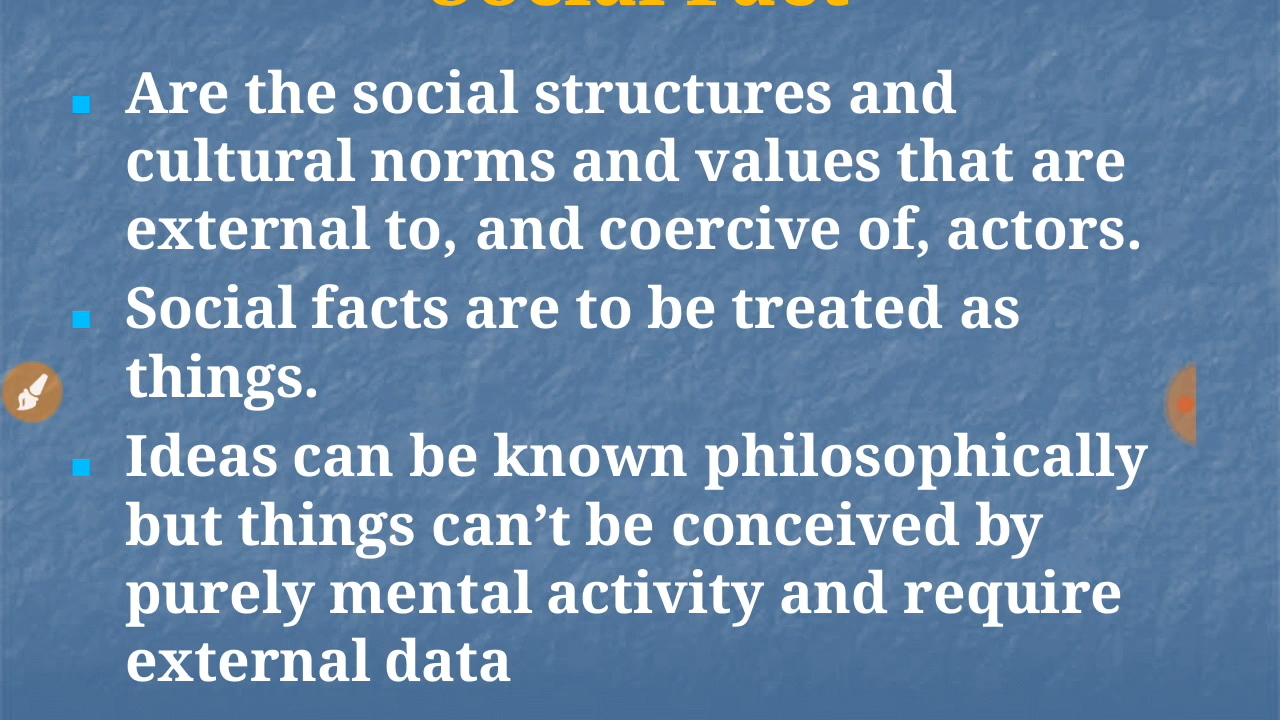 Social Fact
Are the social structures and
cultural norms and values that are
external to, and coercive of, actors.
Social facts are to be treated as
things.
Ideas can be known philosophically
but things can’t be conceived by
purely mental activity and require
external data